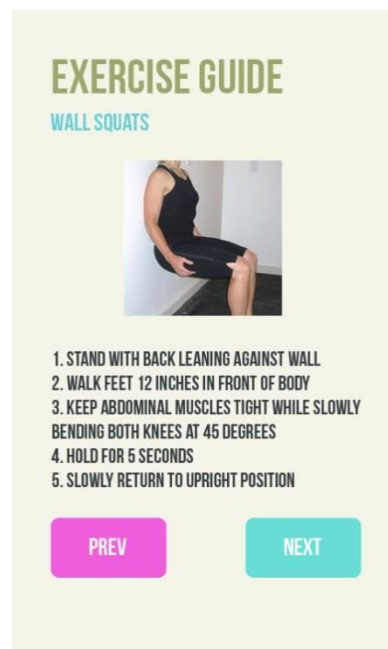 EXERCISE GUIDE
WALL SQUATS
1. STAND WITH BACK LEANING AGAINST WALL
2. WALK FEET 12 INCHES IN FRONT OF BODY
3. KEEP ABDOMINAL MUSCLES TIGHT WHILE SLOWLY
BENDING BOTH KNEES AT 45 DEGREES
4. HOLD FOR 5 SECONDS
5. SLOWLY RETURN TO UPRIGHT POSITION
PREV
NEXT